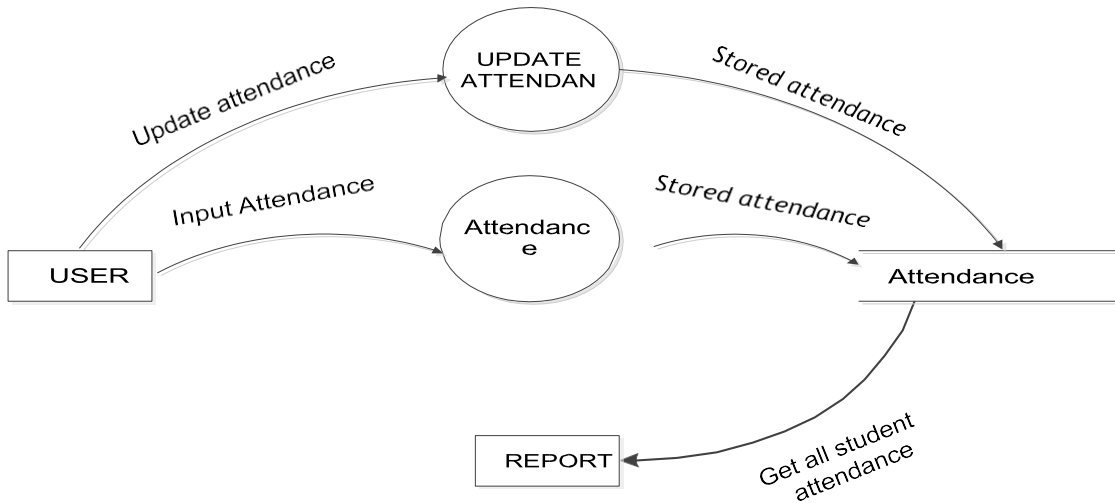 UPDATE
ATTENDAN
Update attendance
Stored attendance
Input Attendance
Attendanc
e
Stored attendance
USER
Attendance
REPORT
Get all student
attendance